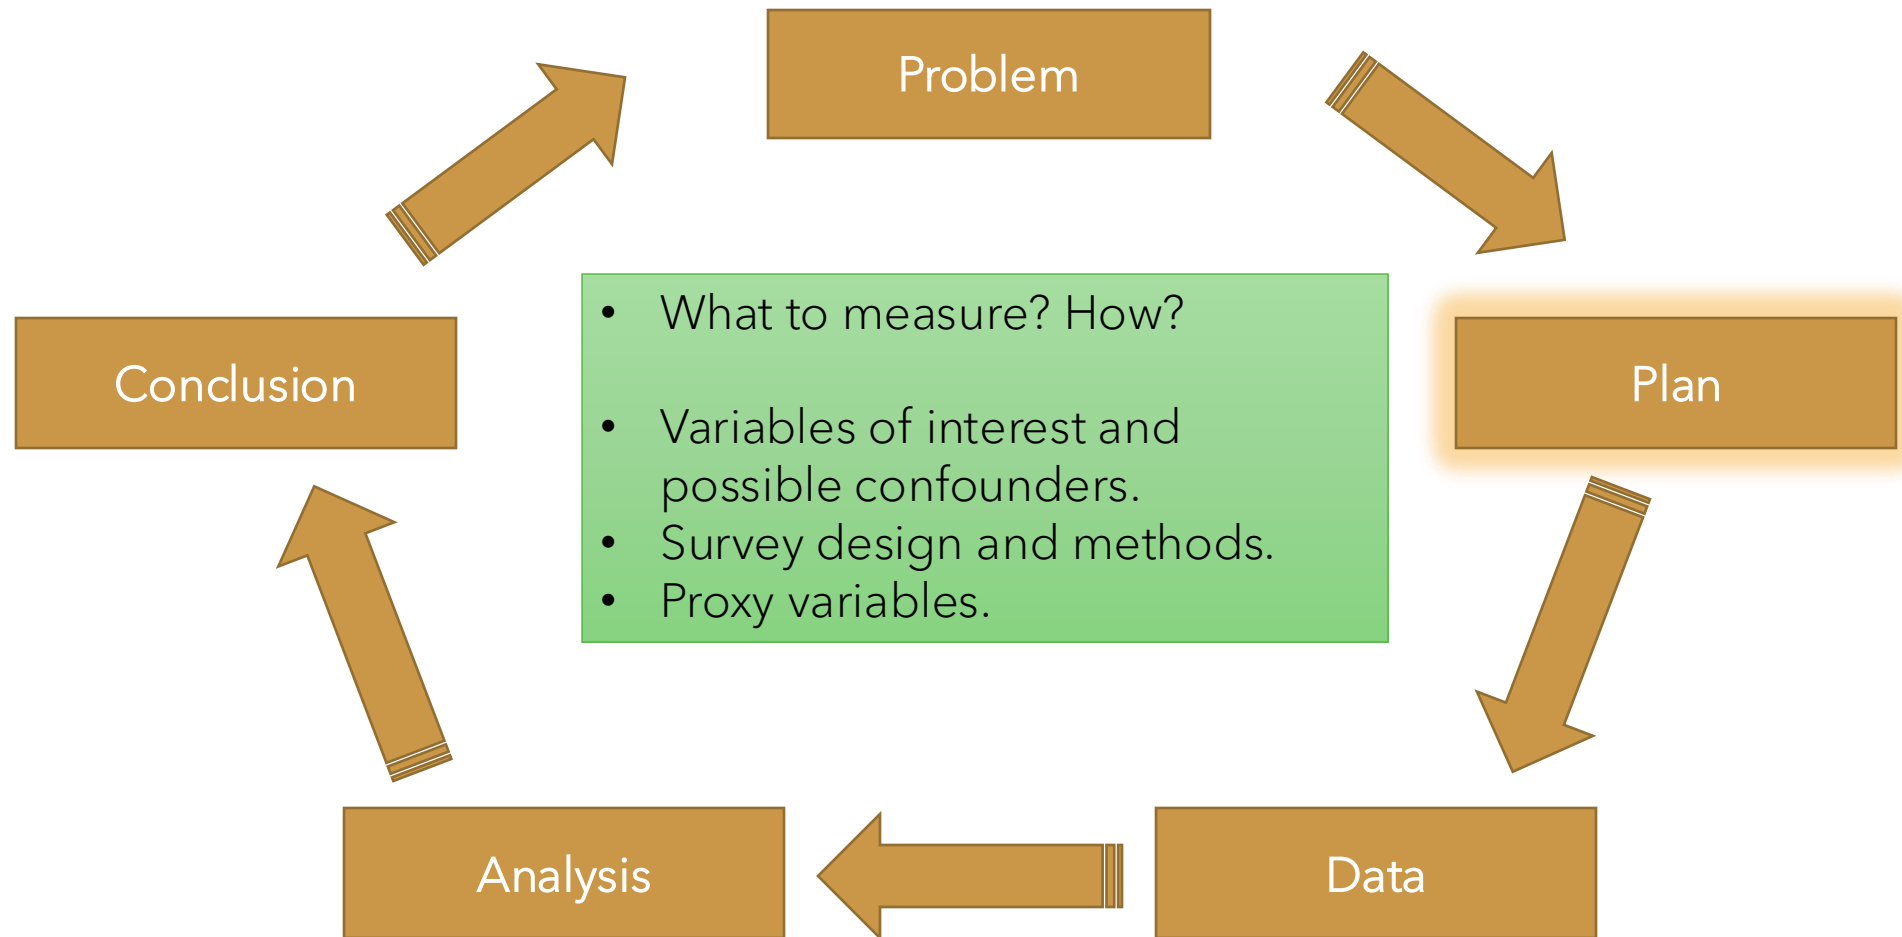 Problem
• What to measure? How?
Conclusion
Plan
• Variables of interest and
possible confounders.
• Survey design and methods.
• Proxy variables.
Analysis
Data